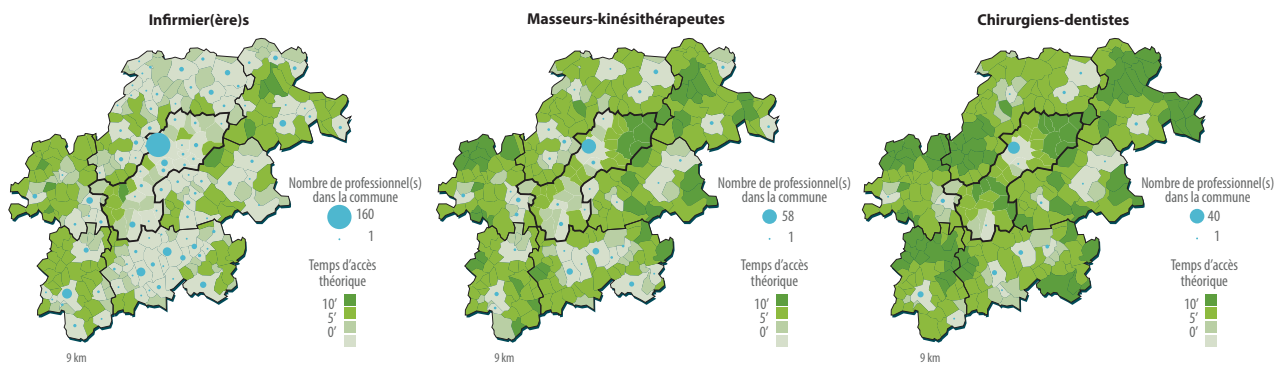 Infirmier(ère)s
Nombre de professionnel(s)
dans la commune
160
1
Temps d'accès
théorique
10'
5'
0'
9 km
Masseurs-kinésithérapeutes
Nombre de professionnel(s)
dans la commune
58
1
Temps d'accès
théorique
10'
5'
0'
9 km
Chirurgiens-dentistes
Nombre de professionnel(s)
dans la commune
40
1
Temps d'accès
théorique
10'
5'
0'
9 km